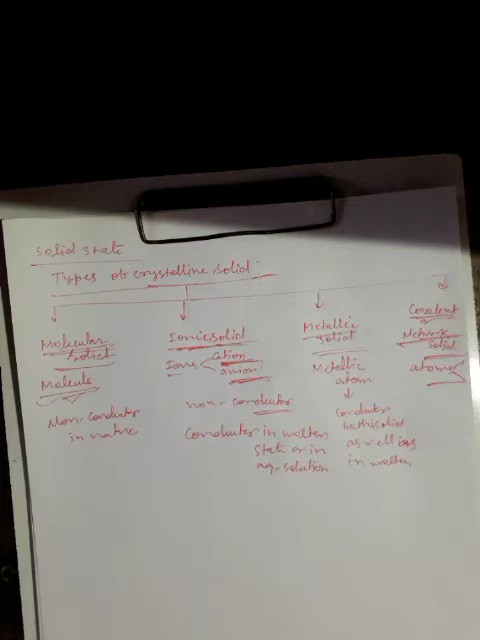 Solid state
Types of crystalline solid
Molecular
Solid
Molecule
Non-Conductor
in nature
Ionic solid
Ions
Cation
anion
non-conductor
Conductor in molten
state or in
aq-solution
Metallic
solid
Metallic
atom
conductor
both solid
as well as
in molten
Covalent
or
Network
solid
atoms